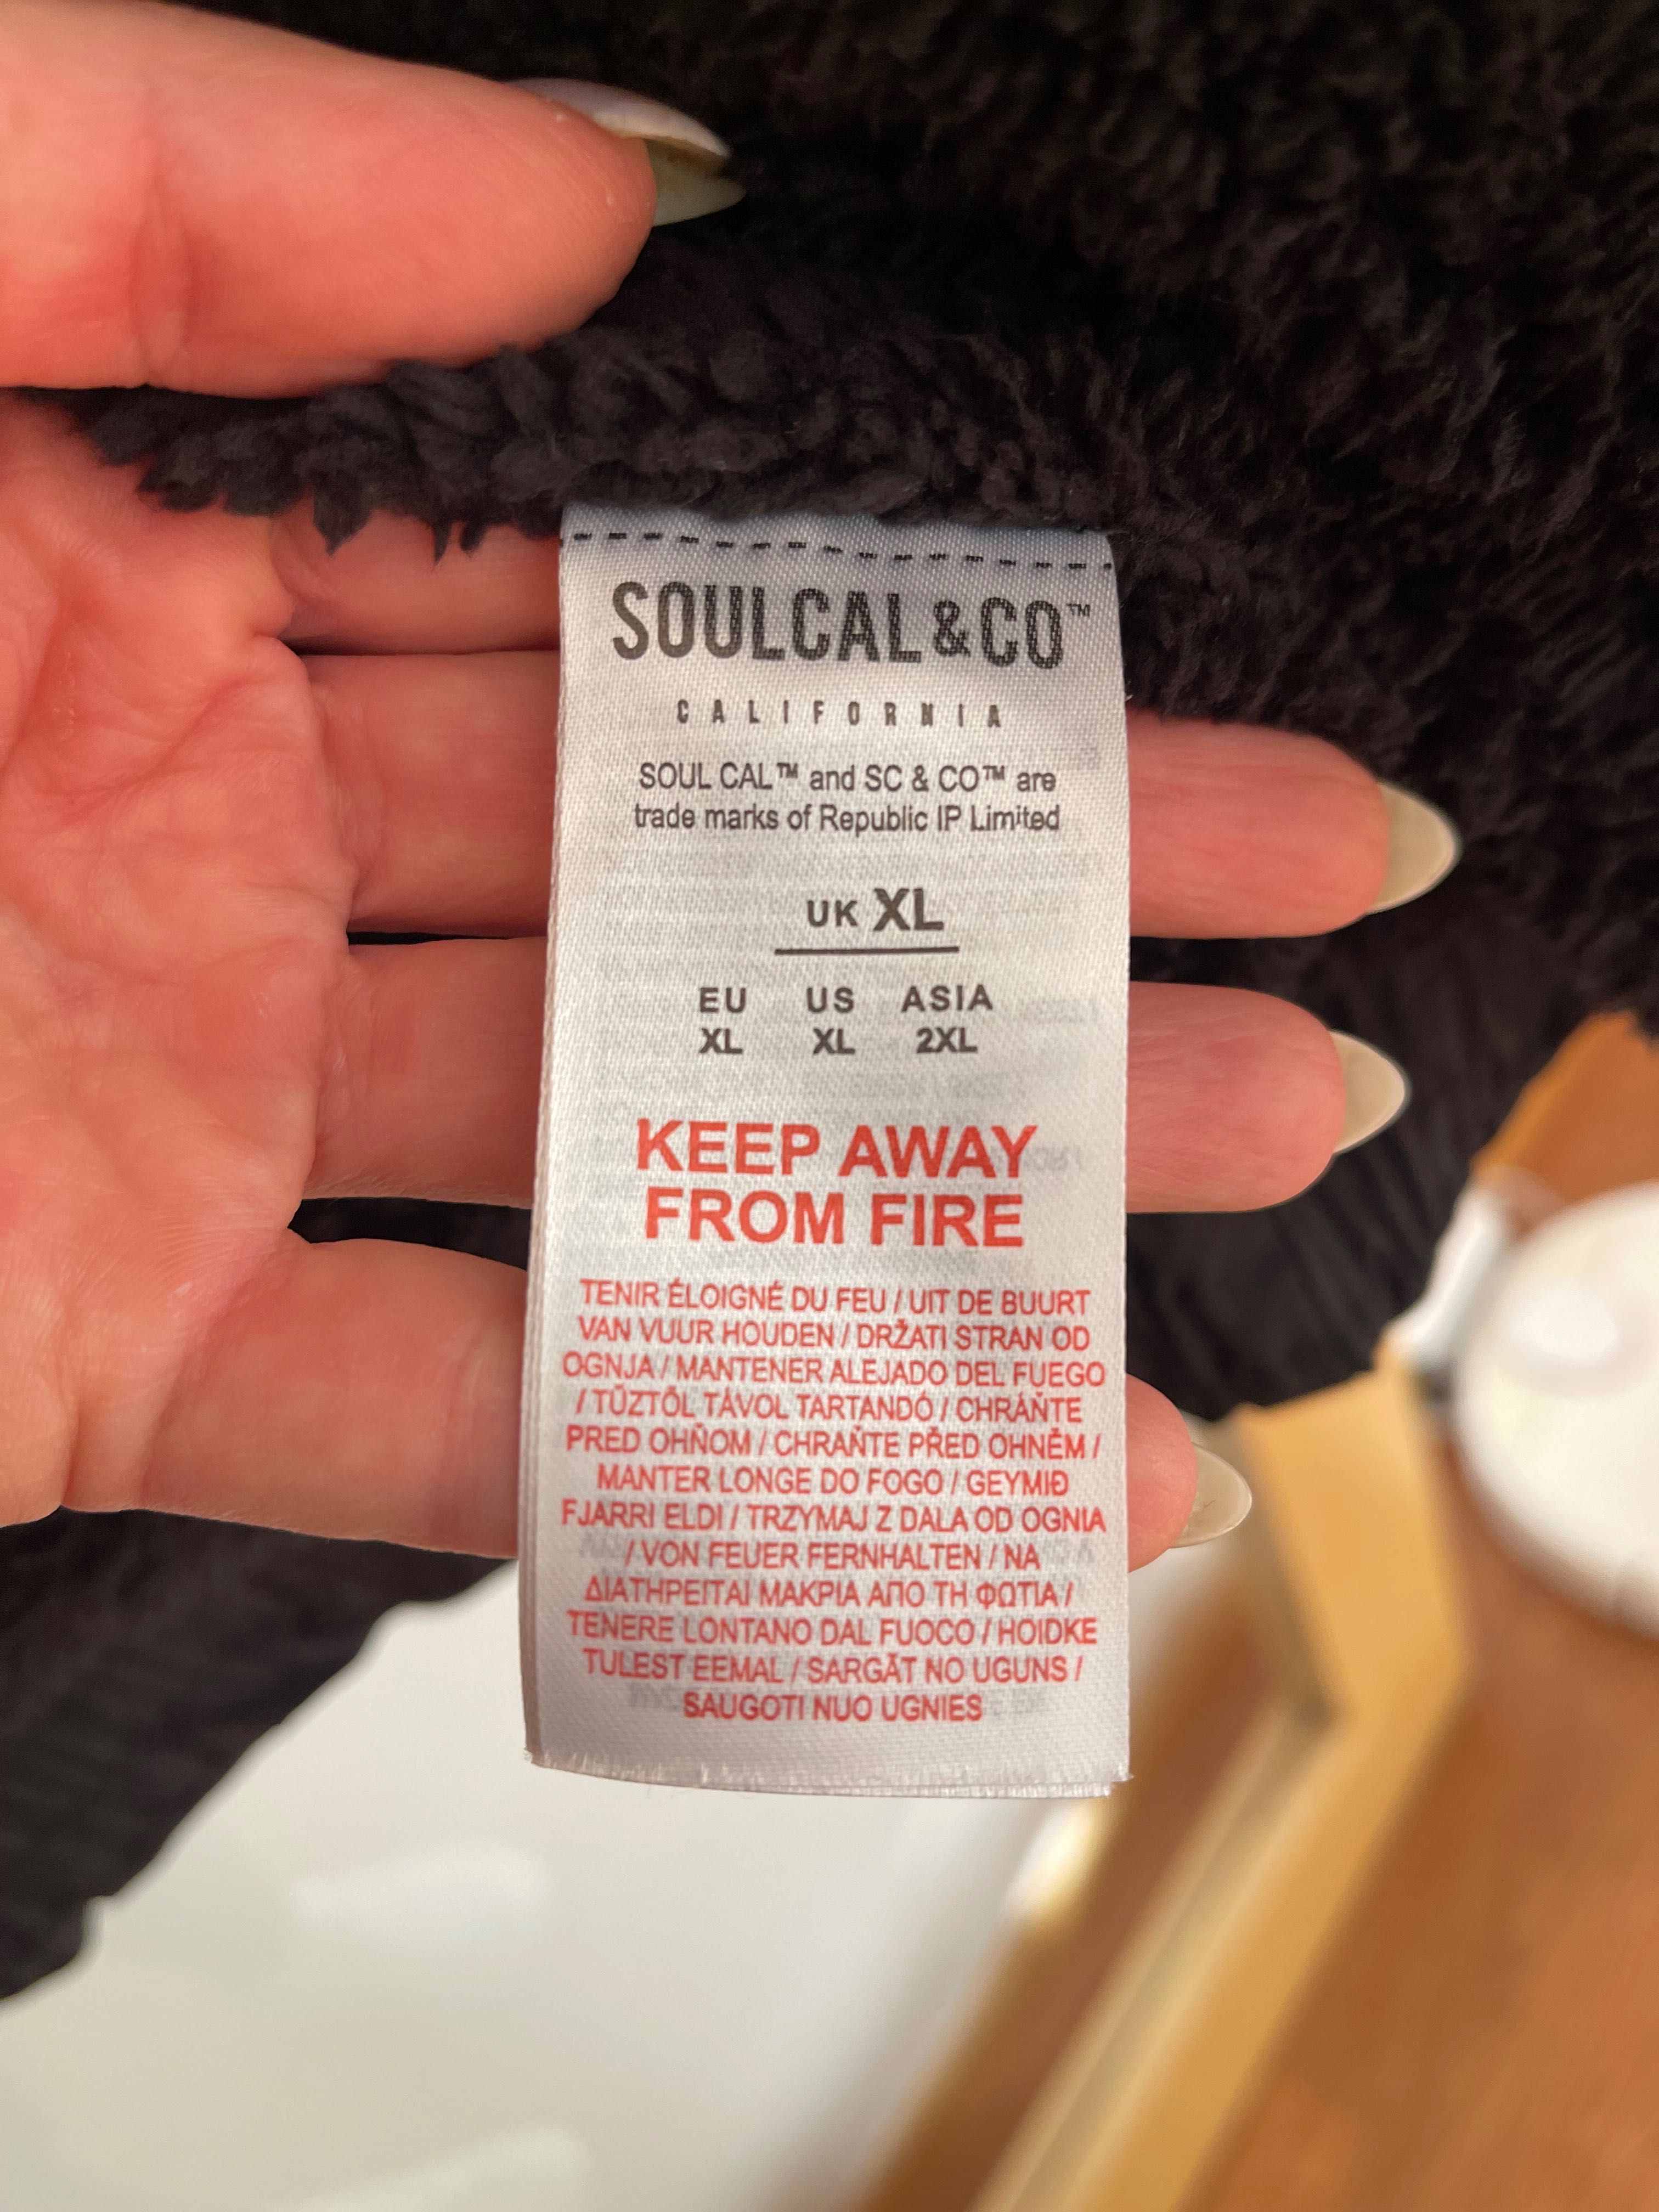 SOULCAL&CO™
CALIFORNIA
SOUL CAL™ and SC & CO™ are
trade marks of Republic IP Limited
UK XL
EU US ASIA
XL XL 2XL
KEEP AWAY
FROM FIRE
TENIR ÉLOIGNÉ DU FEU / UIT DE BUURT
VAN VUUR HOUDEN / DRŽATI STRAN OD
OGNJA / MANTENER ALEJADO DEL FUEGO
/ TŰZTŐL TÁVOL TARTANDÓ / CHRÁŇTE
PRED OHŇOM / CHRAŇTE PŘED OHNĚM /
MANTER LONGE DO FOGO / GEYMIÐ
FJARRI ELDI / TRZYMAJ Z DALA OD OGNIA
/ VON FEUER FERNHALTEN / ΝΑ
ΔΙΑΤΗΡΕΙΤΑΙ ΜΑΚΡΙΑ ΑΠΟ ΤΗ ΦΩΤΙΑ /
TENERE LONTANO DAL FUOCO / HOIDKE
TULEST EEMAL / SARGĀT NO UGUNS /
SAUGOTI NUO UGNIES